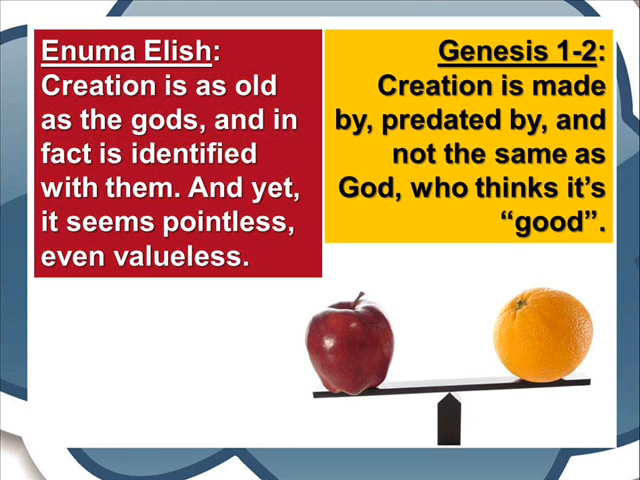 Enuma Elish:
Creation is as old
as the gods, and in
fact is identified
with them. And yet,
it seems pointless,
even valueless.
Genesis 1-2:
Creation is made
by, predated by, and
not the same as
God, who thinks it’s
“good”.